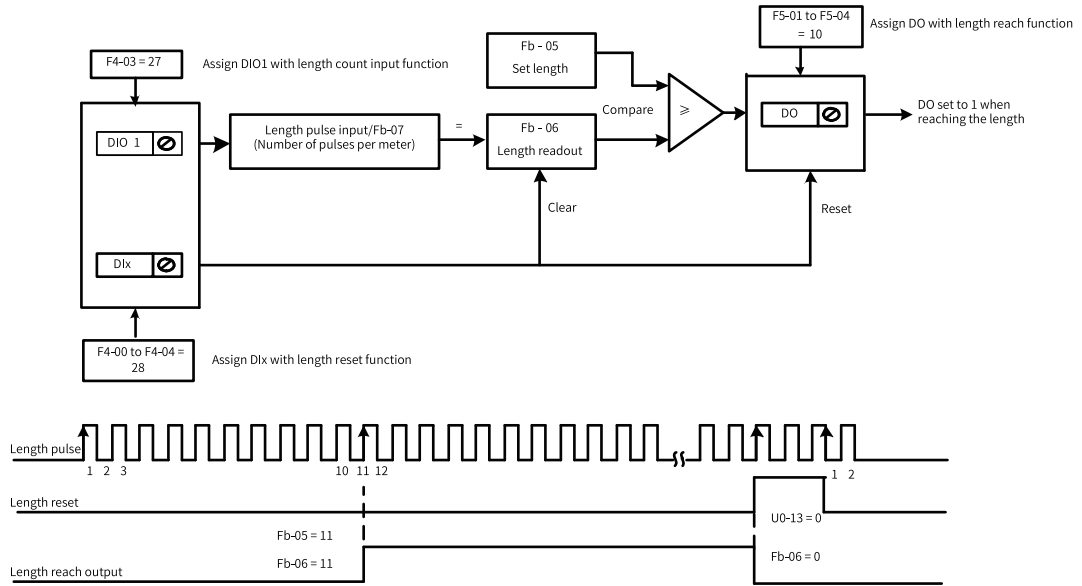 F5-01 to F5-04
= 10
Assign DO with length reach function
F4-03 = 27
Assign DIO1 with length count input function
Fb - 05
Set length
DIO 1
Length pulse input/Fb-07
(Number of pulses per meter)
=
Fb - 06
Length readout
Compare
≥
DO
DO set to 1 when
reaching the length
Clear
Reset
DIx
F4-00 to F4-04 =
28
Assign DIx with length reset function
Length pulse
1 2 3 10 11 12 1 2
Length reset
U0-13 = 0
Fb-05 = 11
Fb-06 = 11
Fb-06 = 0
Length reach output